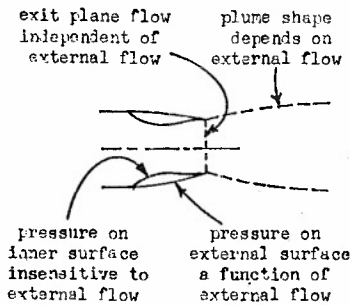 exit plane flow
independent of
external flow
plume shape
depends on
external flow
pressure on
inner surface
insensitive to
external flow
pressure on
external surface
a function of
external flow